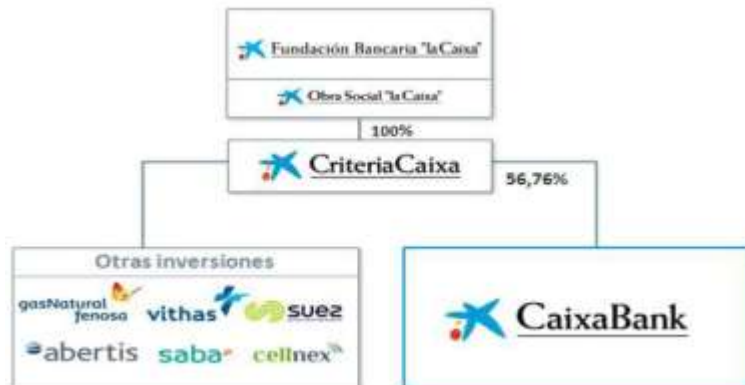 Fundación Bancaria "la Caixa"
Obra Social "la Caixa"
100%
CriteriaCaixa
56,76%
Otras inversiones
gasNatural
fenosa
vithas
suez
abertis
saba
cellnex
CaixaBank